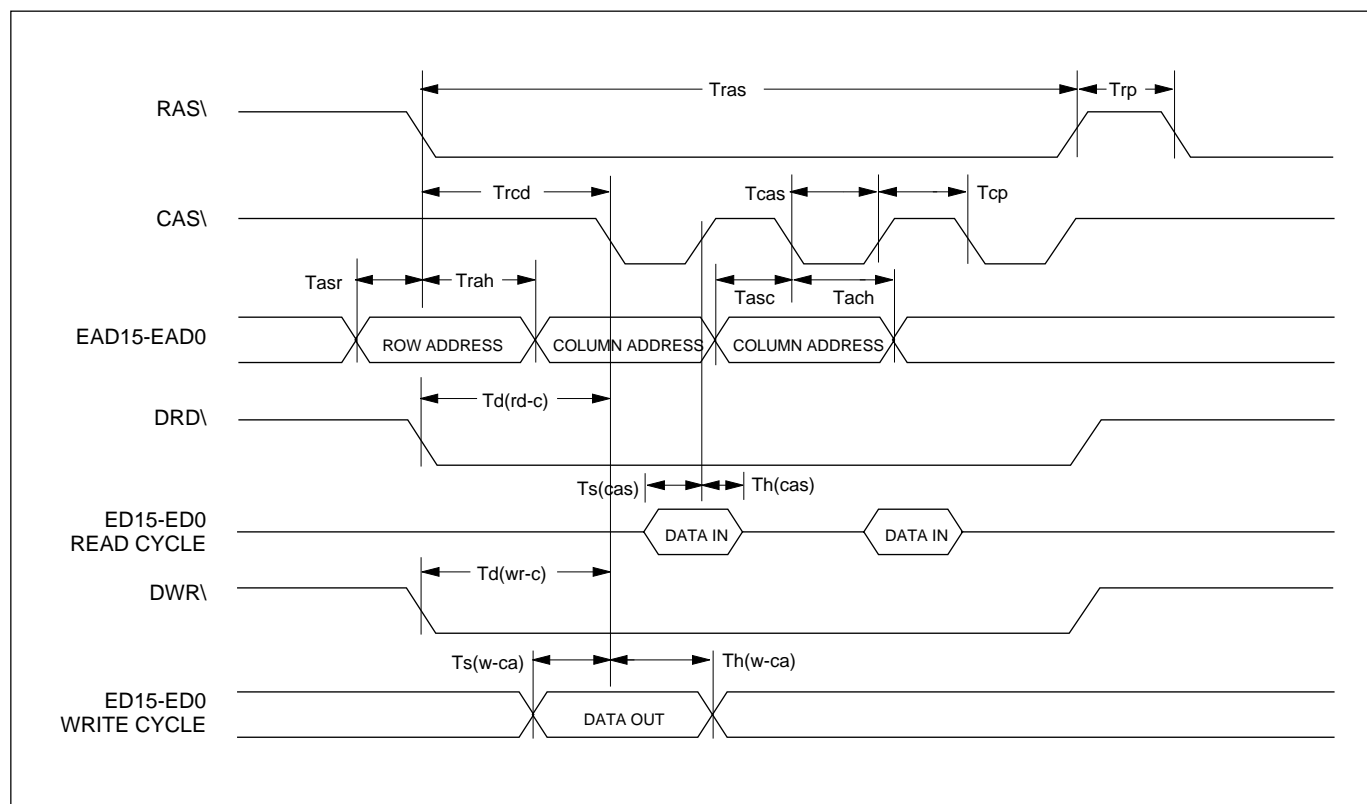 Tras
Trp
RAS\
Trcd
Tcas
Tcp
CAS\
Tasr
Trah
Tasc
Tach
EAD15-EAD0
ROW ADDRESS
COLUMN ADDRESS
COLUMN ADDRESS
Td(rd-c)
DRD\
Ts(cas)
Th(cas)
ED15-ED0
READ CYCLE
DATA IN
DATA IN
Td(wr-c)
DWR\
Ts(w-ca)
Th(w-ca)
ED15-ED0
WRITE CYCLE
DATA OUT